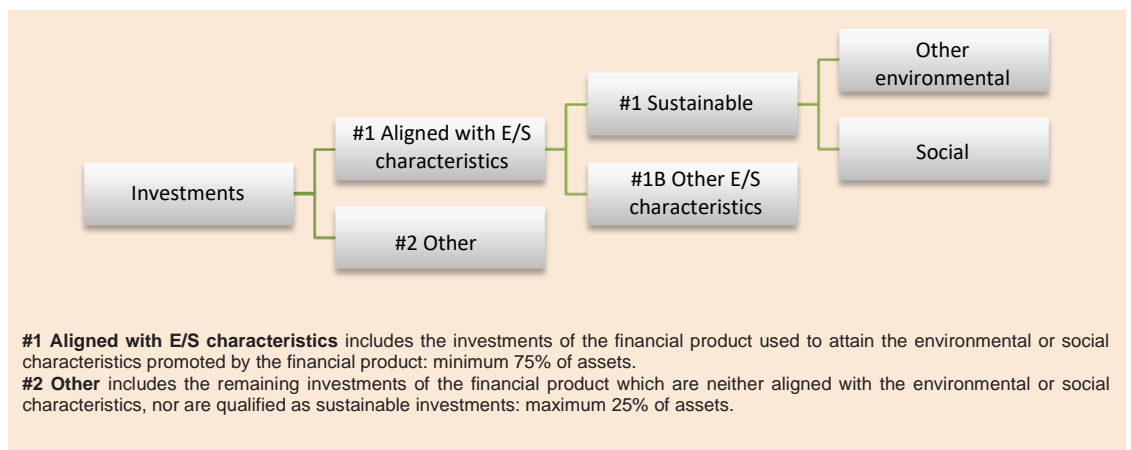 Other
environmental
#1 Sustainable
#1 Aligned with E/S
characteristics
Social
Investments
#1B Other E/S
characteristics
#2 Other
#1 Aligned with E/S characteristics includes the investments of the financial product used to attain the environmental or social
characteristics promoted by the financial product: minimum 75% of assets.
#2 Other includes the remaining investments of the financial product which are neither aligned with the environmental or social
characteristics, nor are qualified as sustainable investments: maximum 25% of assets.